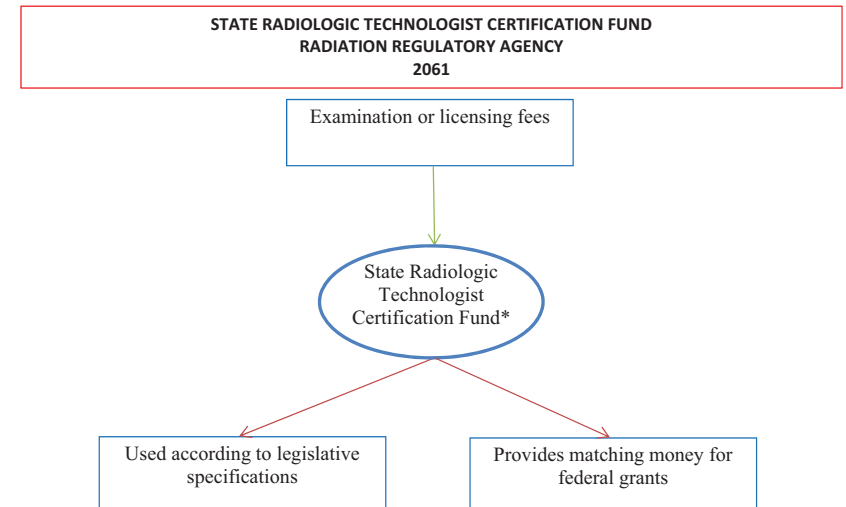 STATE RADIOLOGIC TECHNOLOGIST CERTIFICATION FUND
RADIATION REGULATORY AGENCY
2061
Examination or licensing fees
State Radiologic
Technologist
Certification Fund*
Used according to legislative
specifications
Provides matching money for
federal grants